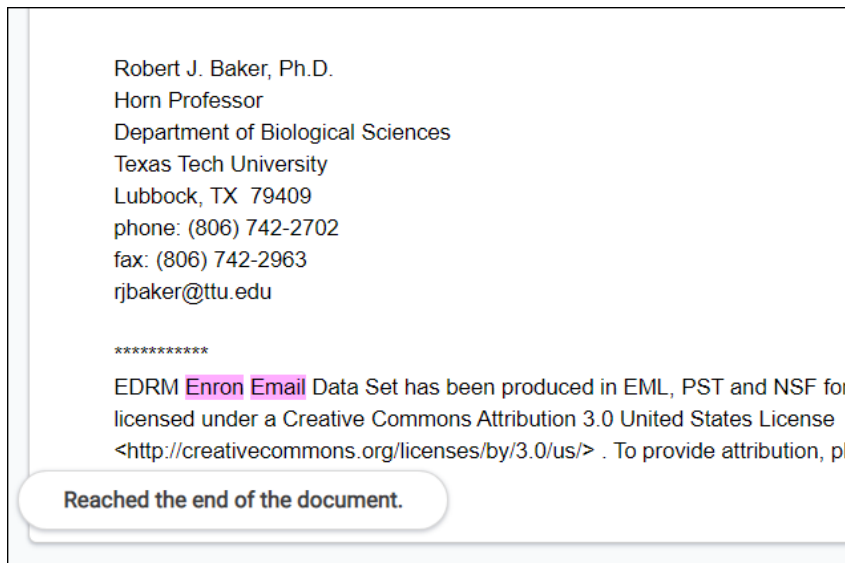 Robert J. Baker, Ph.D.
Horn Professor
Department of Biological Sciences
Texas Tech University
Lubbock, TX  79409
phone: (806) 742-2702
fax: (806) 742-2963
rjbaker@ttu.edu
***********
EDRM Enron Email Data Set has been produced in EML, PST and NSF
licensed under a Creative Commons Attribution 3.0 United States License
<http://creativecommons.org/licenses/by/3.0/us/> . To provide attribution,
Reached the end of the document.